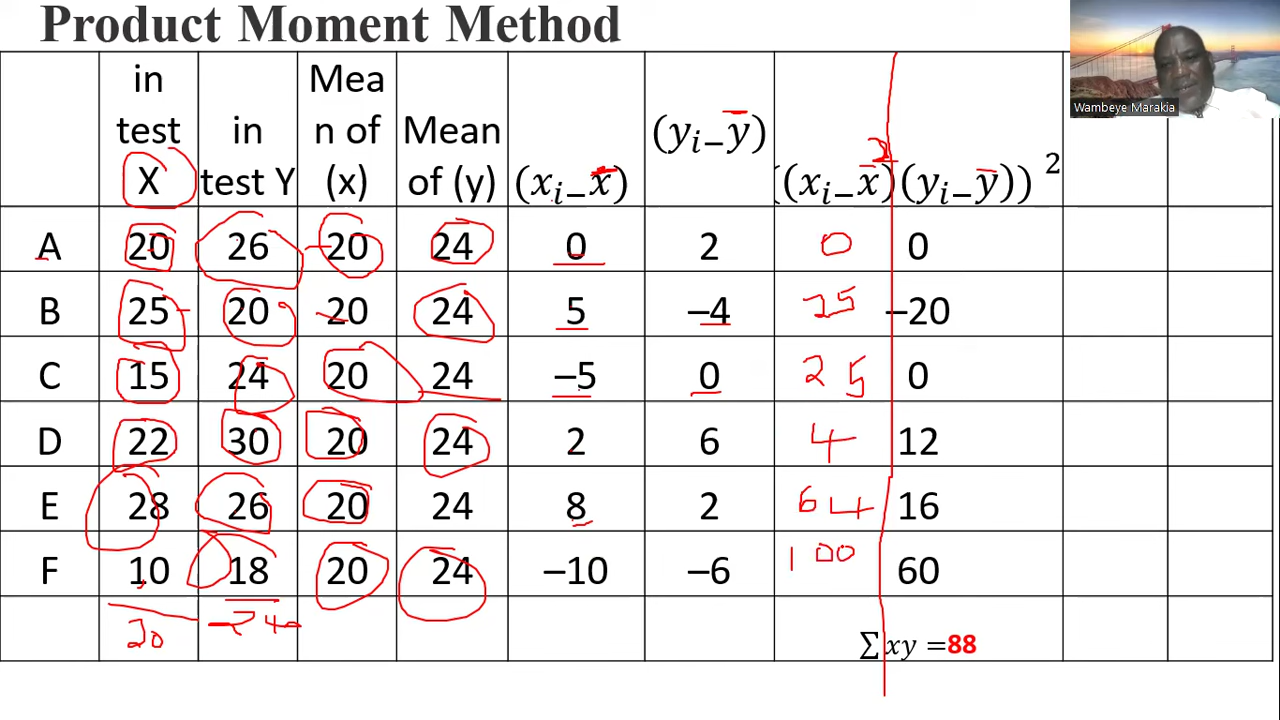 Product Moment Method
in test X | in test Y | Mea n of (x) | Mean of (y) | (xᵢ₋x̄) | (yᵢ₋ȳ) | ((xᵢ₋x̄)2(yᵢ₋ȳ)) ²
Wambeye Marakia
A | 20 | 26 | –20 | 24 | 0 | 2 | 0 | 0
B | 25 – | 20 | –20 | 24 | 5 | –4 | 25 | –20
C | 15 | 24 | 20 | 24 | –5 | 0 | 25 | 0
D | 22 | 30 | 20 | 24 | 2 | 6 | 4 | 12
E | 28 | 26 | 20 | 24 | 8 | 2 | 64 | 16
F | 10 | 18 | 20 | 24 | –10 | –6 | 100 | 60
20 | 24 | ∑ xy =88